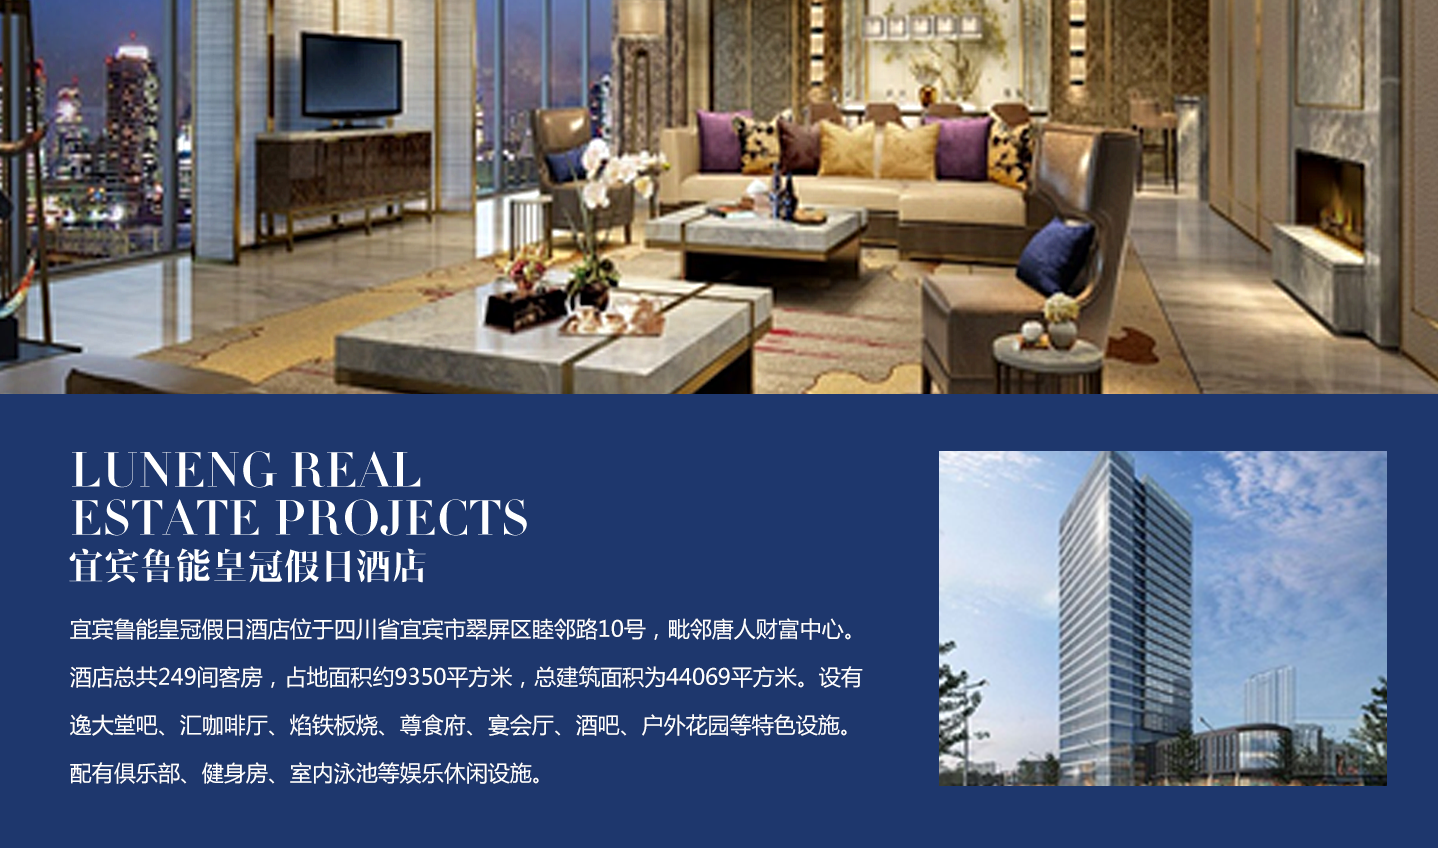 LUNENG REAL
ESTATE PROJECTS
宜宾鲁能皇冠假日酒店
宜宾鲁能皇冠假日酒店位于四川省宜宾市翠屏区睦邻路10号，毗邻唐人财富中心。
酒店总共249间客房，占地面积约9350平方米，总建筑面积为44069平方米。设有
逸大堂吧、汇咖啡厅、焰铁板烧、尊食府、宴会厅、酒吧、户外花园等特色设施。
配有俱乐部、健身房、室内泳池等娱乐休闲设施。